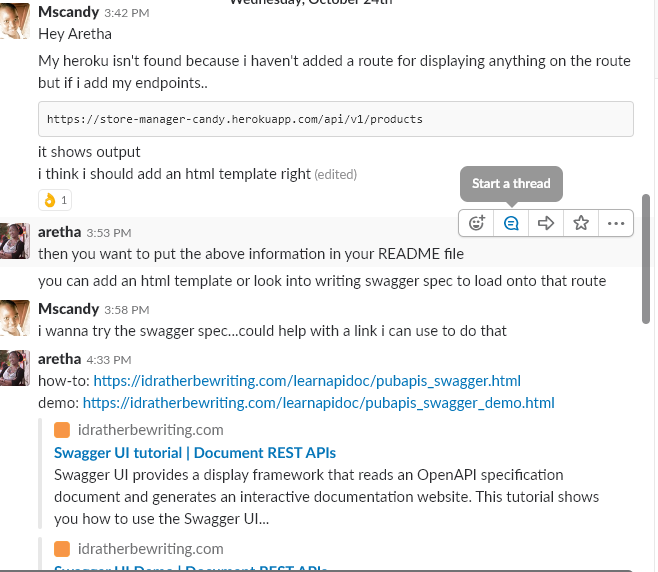 Wednesday, October 24th
Mscandy 3:42 PM
Hey Aretha
My heroku isn't found because i haven't added a route for displaying anything on the route
but if i add my endpoints..
https://store-manager-candy.herokuapp.com/api/v1/products
it shows output
i think i should add an html template right (edited)
1
Start a thread
aretha 3:53 PM
then you want to put the above information in your README file
you can add an html template or look into writing swagger spec to load onto that route
Mscandy 3:58 PM
i wanna try the swagger spec...could help with a link i can use to do that
aretha 4:33 PM
how-to: https://idratherbewriting.com/learnapidoc/pubapis_swagger.html
demo: https://idratherbewriting.com/learnapidoc/pubapis_swagger_demo.html
idratherbewriting.com
Swagger UI tutorial | Document REST APIs
Swagger UI provides a display framework that reads an OpenAPI specification
document and generates an interactive documentation website. This tutorial shows
you how to use the Swagger UI...
idratherbewriting.com
Swagger UI Demo | Document REST APIs